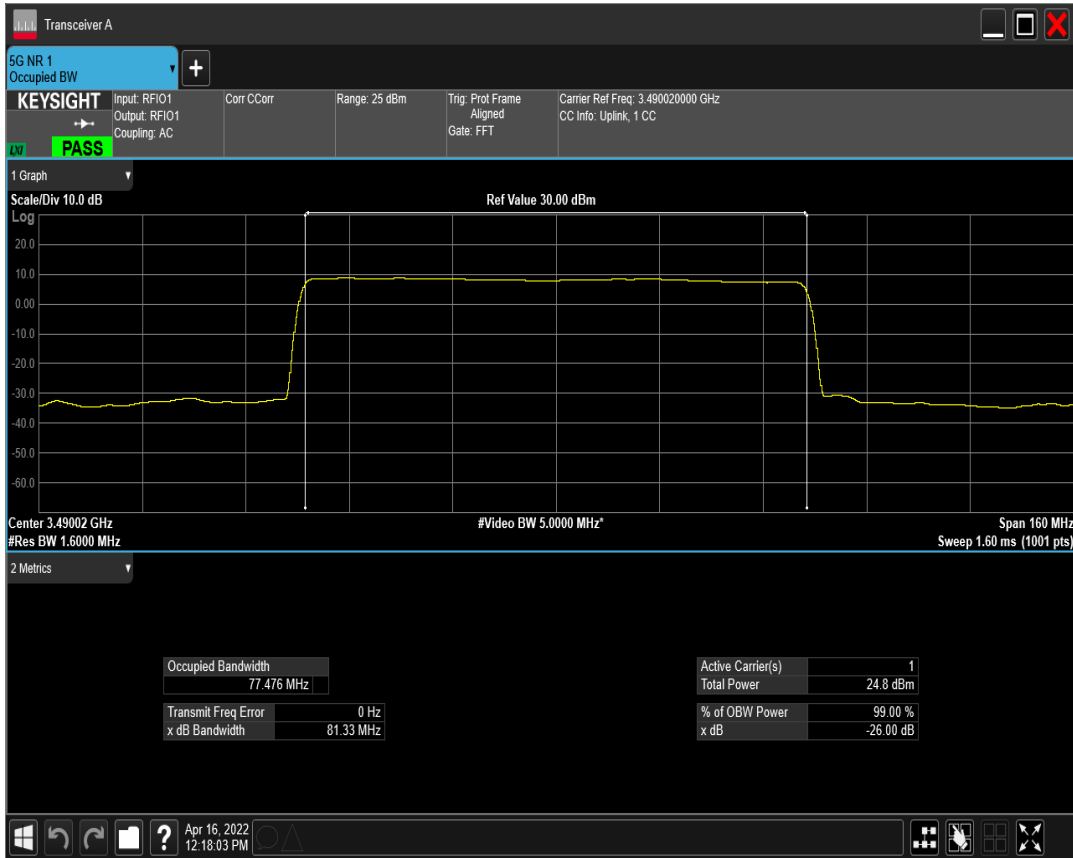 Transceiver A
5G NR 1
Occupied BW
KEYSIGHT
LXI
PASS
Input: RFIO1
Output: RFIO1
Coupling: AC
Corr CCorr
Range: 25 dBm
Trig: Prot Frame
Aligned
Gate: FFT
Carrier Ref Freq: 3.490020000 GHz
CC Info: Uplink, 1 CC
1 Graph
Scale/Div 10.0 dB
Ref Value 30.00 dBm
Log
20.0
10.0
0.00
-10.0
-20.0
-30.0
-40.0
-50.0
-60.0
Center 3.49002 GHz
#Video BW 5.0000 MHz*
Span 160 MHz
#Res BW 1.6000 MHz
Sweep 1.60 ms (1001 pts)
2 Metrics
Occupied Bandwidth
77.476 MHz
Transmit Freq Error 0 Hz
x dB Bandwidth 81.33 MHz
Active Carrier(s) 1
Total Power 24.8 dBm
% of OBW Power 99.00 %
x dB -26.00 dB
?
Apr 16, 2022
12:18:03 PM